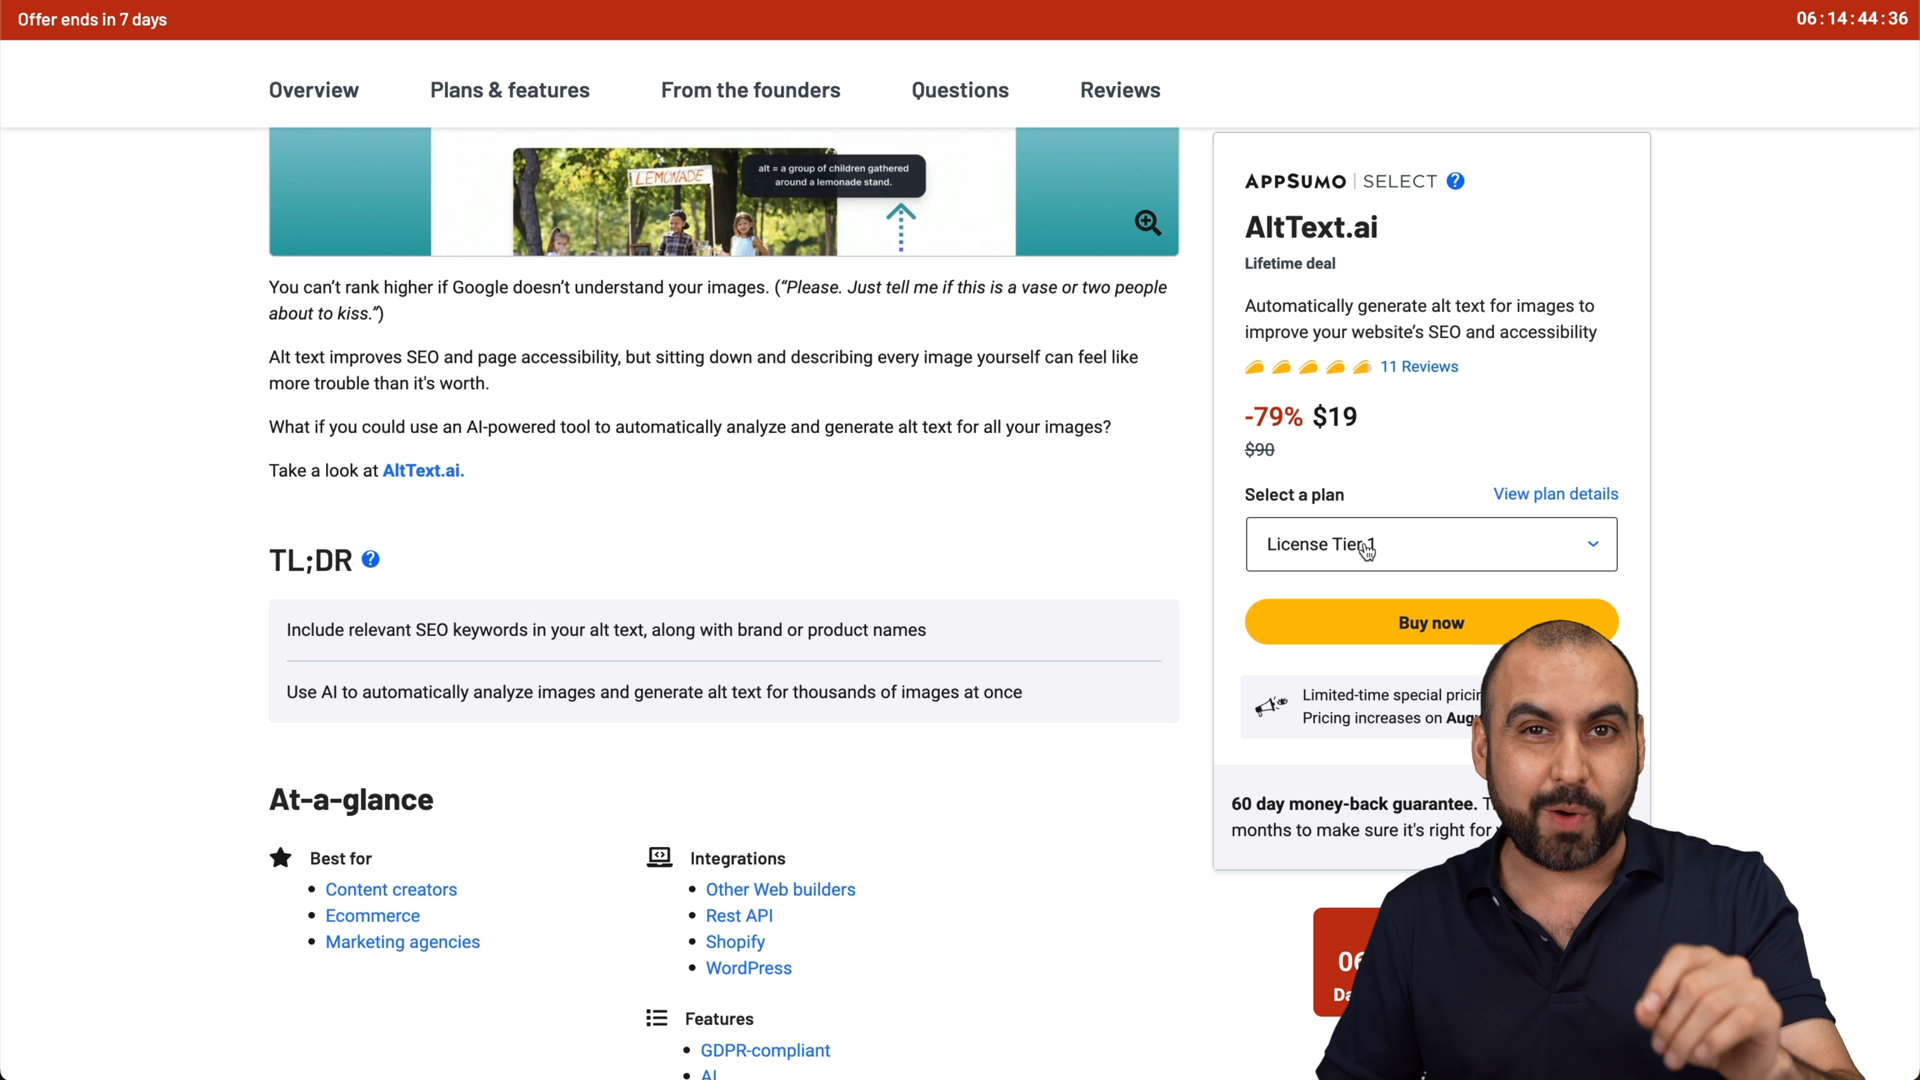 Offer ends in 7 days
06:14:44:36
Overview
Plans & features
From the founders
Questions
Reviews
LEMONADE
alt = a group of children gathered
around a lemonade stand.
You can't rank higher if Google doesn't understand your images. (“Please. Just tell me if this is a vase or two people
about to kiss.”)
Alt text improves SEO and page accessibility, but sitting down and describing every image yourself can feel like
more trouble than it's worth.
What if you could use an AI-powered tool to automatically analyze and generate alt text for all your images?
Take a look at AltText.ai.
TL;DR ?
Include relevant SEO keywords in your alt text, along with brand or product names
Use AI to automatically analyze images and generate alt text for thousands of images at once
At-a-glance
Best for
• Content creators
• Ecommerce
• Marketing agencies
Integrations
• Other Web builders
• Rest API
• Shopify
• WordPress
Features
• GDPR-compliant
• AI
APPSUMO | SELECT ?
AltText.ai
Lifetime deal
Automatically generate alt text for images to
improve your website's SEO and accessibility
11 Reviews
-79% $19
$90
Select a plan
View plan details
License Tier 1
Buy now
Limited-time special
Pricing increases on
60 day money-back guarantee.
months to make sure it's right for